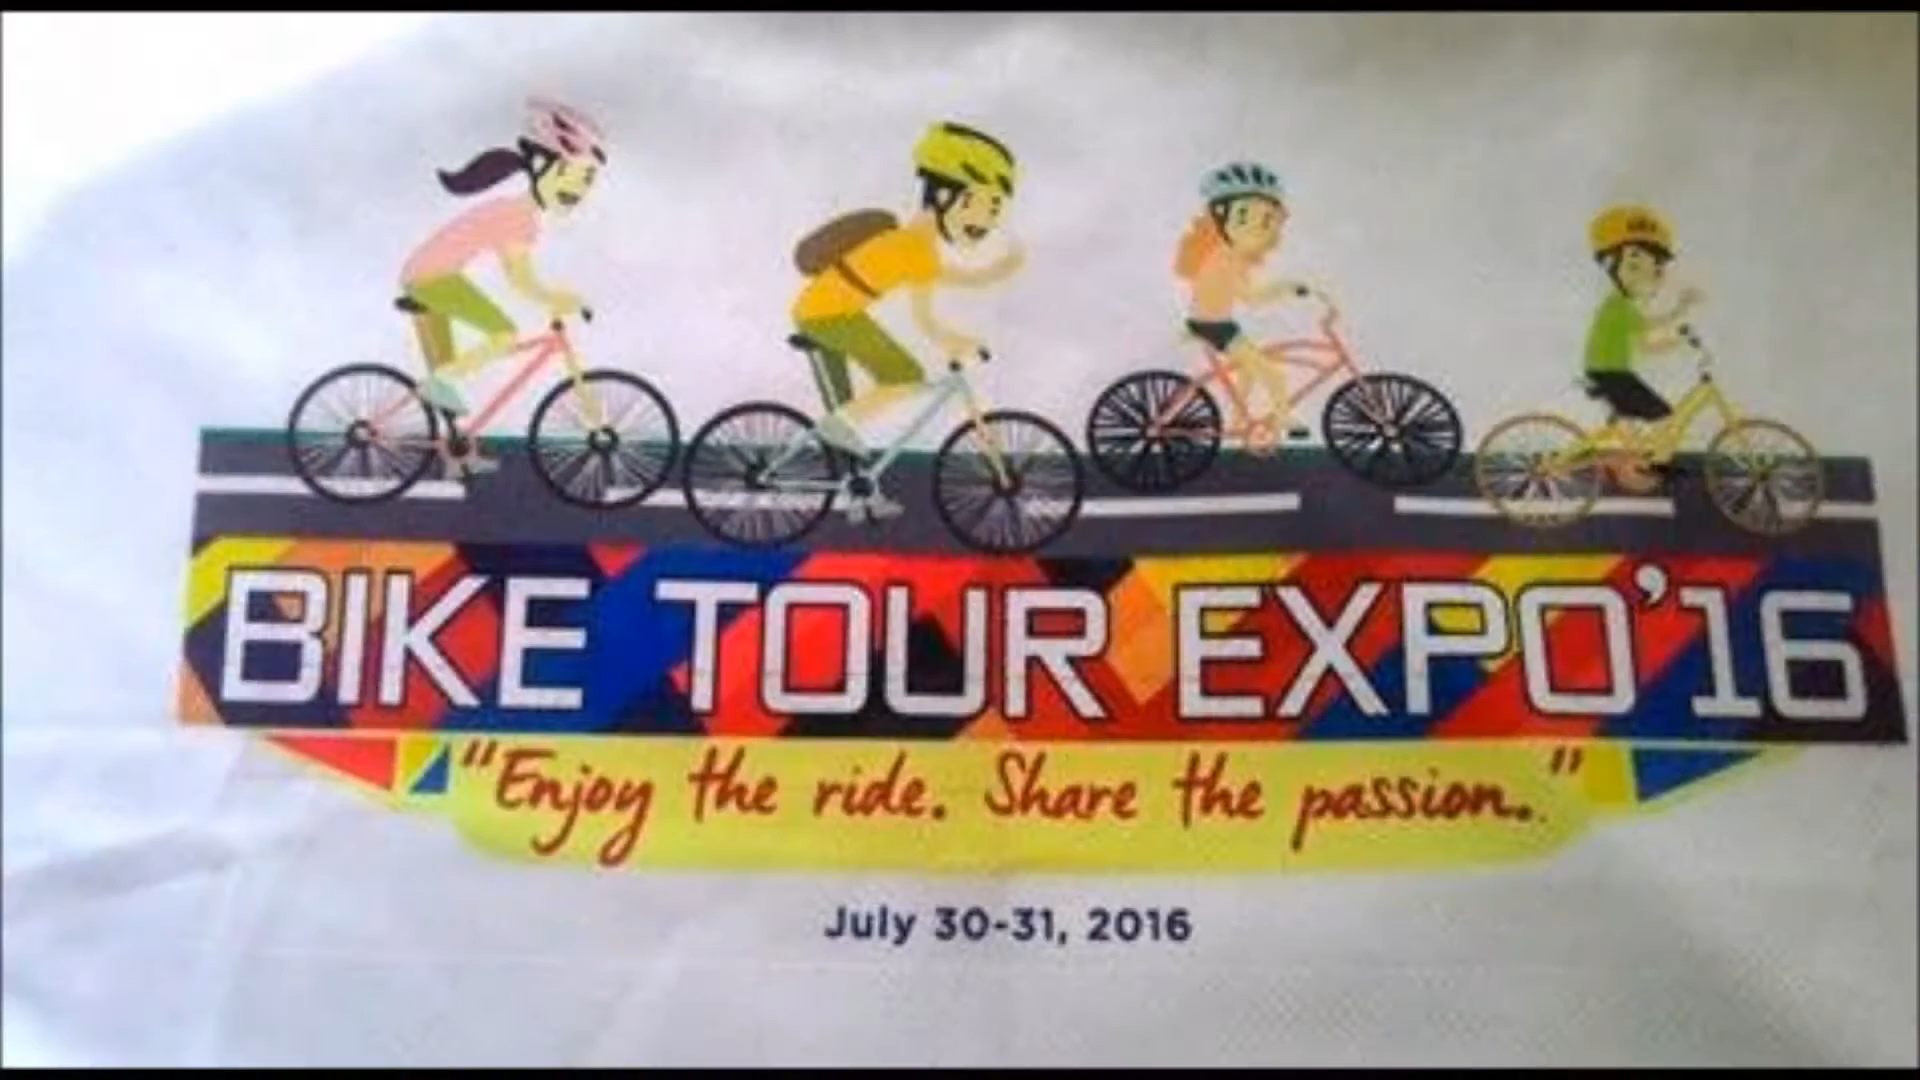 BIKE TOUR EXPO'16
"Enjoy the ride. Share the passion."
July 30-31, 2016